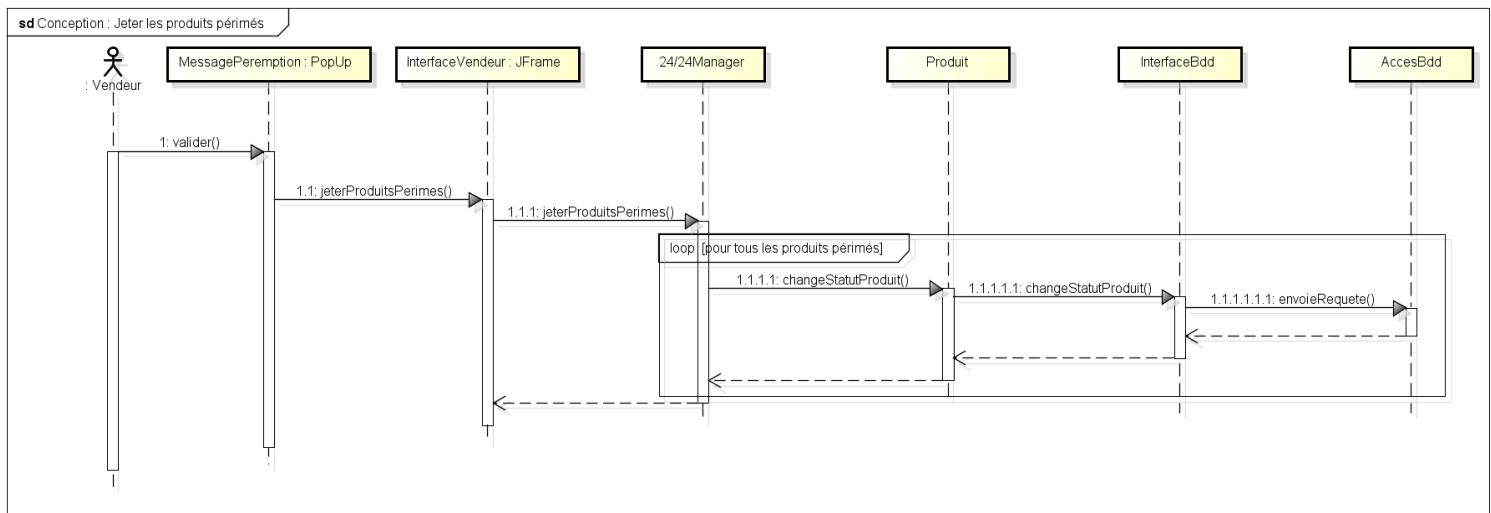 sd Conception : Jeter les produits périmés
: Vendeur
MessagePeremption : PopUp
InterfaceVendeur : JFrame
24/24Manager
Produit
InterfaceBdd
AccesBdd
1: valider()
1.1: jeterProduitsPerimes()
1.1.1: jeterProduitsPerimes()
loop [pour tous les produits périmés]
1.1.1.1: changeStatutProduit()
1.1.1.1.1: changeStatutProduit()
1.1.1.1.1.1: envoieRequete()